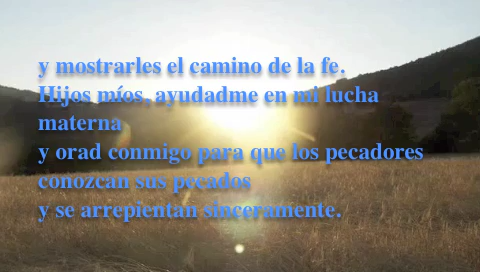 y mostrarles el camino de la fe.
Hijos míos, ayudadme en mi lucha
materna
y orad conmigo para que los pecadores
conozcan sus pecados
y se arrepientan sinceramente.